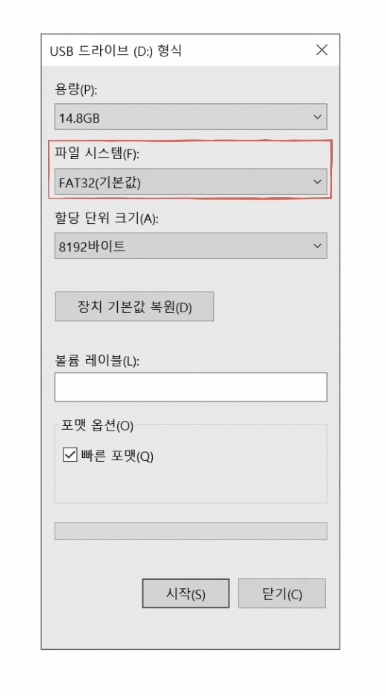 USB 드라이브 (D:) 형식
용량(P):
14.8GB
파일 시스템(F):
FAT32(기본값)
할당 단위 크기(A):
8192바이트
장치 기본값 복원(D)
볼륨 레이블(L):
포맷 옵션(O)
빠른 포맷(Q)
시작(S)
닫기(C)